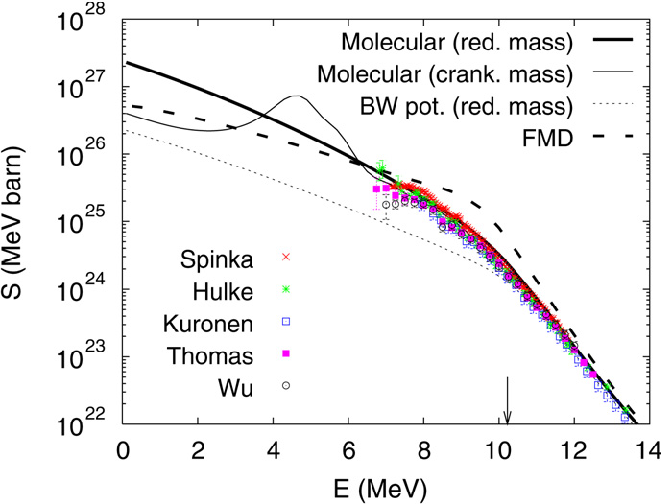 10^28
10^27
10^26
10^25
10^24
10^23
10^22
S (MeV barn)
Molecular (red. mass)
Molecular (crank. mass)
BW pot. (red. mass)
FMD
Spinka
Hulke
Kuronen
Thomas
Wu
0 2 4 6 8 10 12 14
E (MeV)